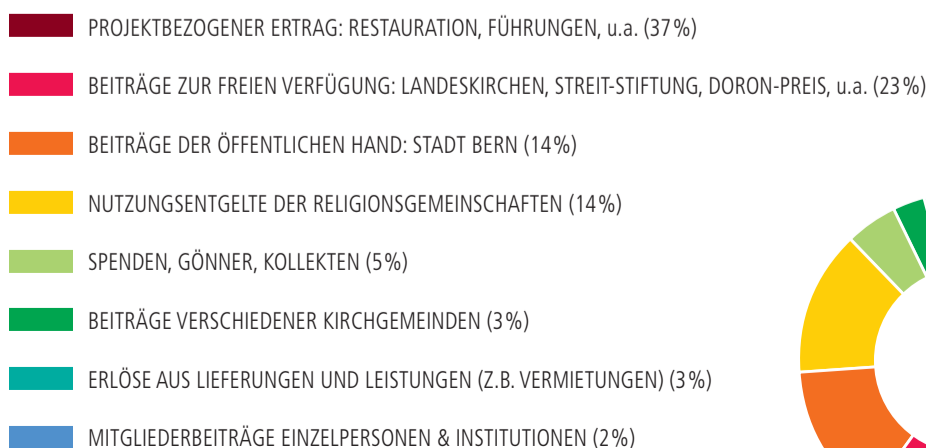 PROJEKTBEZOGENER ERTRAG: RESTAURATION, FÜHRUNGEN, u.a. (37 %)
BEITRÄGE ZUR FREIEN VERFÜGUNG: LANDESKIRCHEN, STREIT-STIFTUNG, DORON-PREIS, u.a. (23 %)
BEITRÄGE DER ÖFFENTLICHEN HAND: STADT BERN (14 %)
NUTZUNGSENTGELTE DER RELIGIONSGEMEINSCHAFTEN (14 %)
SPENDEN, GÖNNER, KOLLEKTEN (5 %)
BEITRÄGE VERSCHIEDENER KIRCHGEMEINDEN (3 %)
ERLÖSE AUS LIEFERUNGEN UND LEISTUNGEN (Z.B. VERMIETUNGEN) (3 %)
MITGLIEDERBEITRÄGE EINZELPERSONEN & INSTITUTIONEN (2 %)